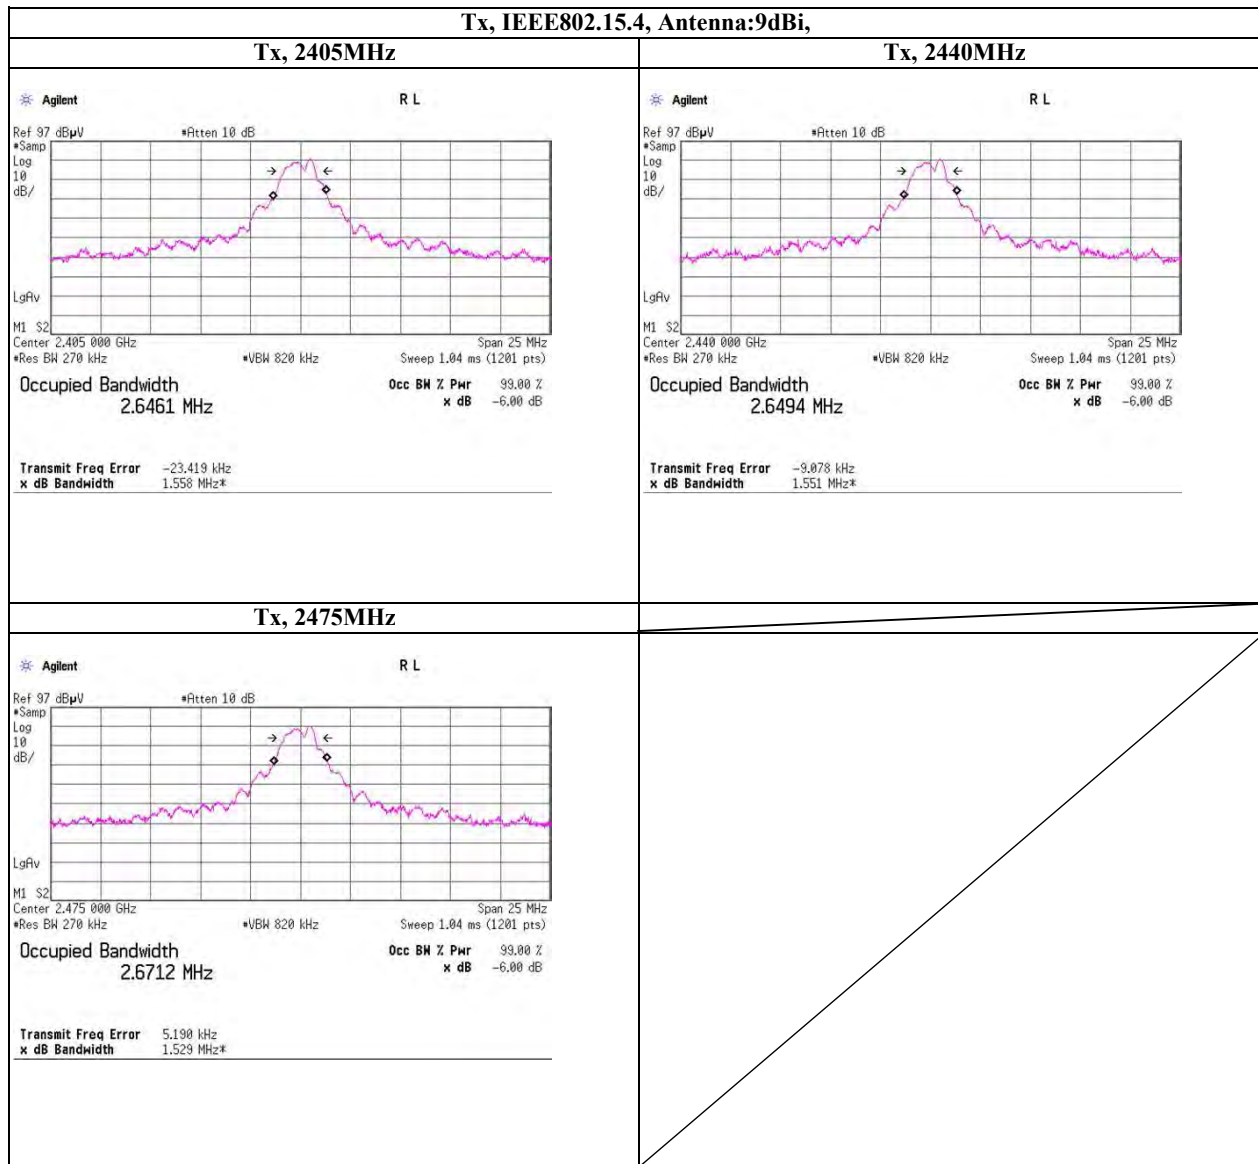 Tx, IEEE802.15.4, Antenna:9dBi,
Tx, 2405MHz
Agilent R L
Ref 97 dBµV #Atten 10 dB
#Samp
Log
10
dB/
LgAv
M1 S2
Center 2.405 000 GHz Span 25 MHz
#Res BW 270 kHz #VBW 820 kHz Sweep 1.04 ms (1201 pts)
Occupied Bandwidth Occ BW % Pwr 99.00 %
2.6461 MHz x dB -6.00 dB
Transmit Freq Error -23.419 kHz
x dB Bandwidth 1.558 MHz*
Tx, 2440MHz
Agilent R L
Ref 97 dBµV #Atten 10 dB
#Samp
Log
10
dB/
LgAv
M1 S2
Center 2.440 000 GHz Span 25 MHz
#Res BW 270 kHz #VBW 820 kHz Sweep 1.04 ms (1201 pts)
Occupied Bandwidth Occ BW % Pwr 99.00 %
2.6494 MHz x dB -6.00 dB
Transmit Freq Error -9.078 kHz
x dB Bandwidth 1.551 MHz*
Tx, 2475MHz
Agilent R L
Ref 97 dBµV #Atten 10 dB
#Samp
Log
10
dB/
LgAv
M1 S2
Center 2.475 000 GHz Span 25 MHz
#Res BW 270 kHz #VBW 820 kHz Sweep 1.04 ms (1201 pts)
Occupied Bandwidth Occ BW % Pwr 99.00 %
2.6712 MHz x dB -6.00 dB
Transmit Freq Error 5.190 kHz
x dB Bandwidth 1.529 MHz*